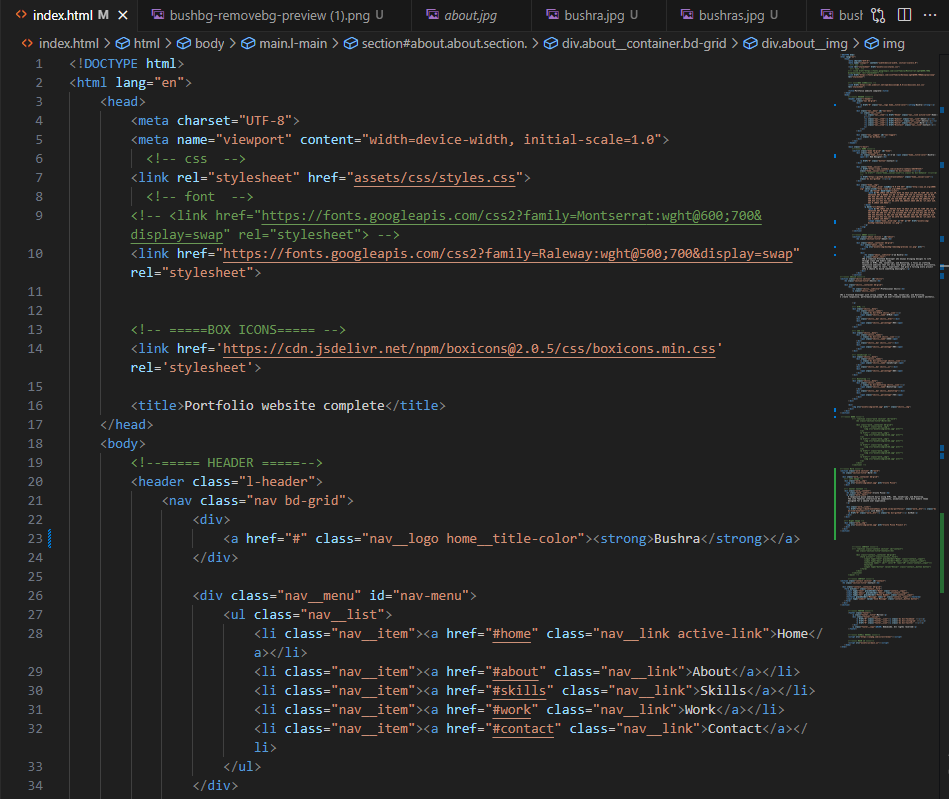 index.html M bushbg-removebg-preview (1).png U about.jpg bushra.jpg U bushras.jpg U bush
index.html > html > body > main.l-main > section#about.about.section. > div.about__container.bd-grid > div.about__img > img
1 <!DOCTYPE html>
2 <html lang="en">
3 <head>
4 <meta charset="UTF-8">
5 <meta name="viewport" content="width=device-width, initial-scale=1.0">
6 <!-- css -->
7 <link rel="stylesheet" href="assets/css/styles.css">
8 <!-- font -->
9 <!-- <link href="https://fonts.googleapis.com/css2?family=Montserrat:wght@600;700&
display=swap" rel="stylesheet"> -->
10 <link href="https://fonts.googleapis.com/css2?family=Raleway:wght@500;700&display=swap"
rel="stylesheet">
11
12
13 <!-- =====BOX ICONS===== -->
14 <link href='https://cdn.jsdelivr.net/npm/boxicons@2.0.5/css/boxicons.min.css'
rel='stylesheet'>
15
16 <title>Portfolio website complete</title>
17 </head>
18 <body>
19 <!--===== HEADER =====-->
20 <header class="l-header">
21 <nav class="nav bd-grid">
22 <div>
23 <a href="#" class="nav__logo home__title-color"><strong>Bushra</strong></a>
24 </div>
25
26 <div class="nav__menu" id="nav-menu">
27 <ul class="nav__list">
28 <li class="nav__item"><a href="#home" class="nav__link active-link">Home</
a></li>
29 <li class="nav__item"><a href="#about" class="nav__link">About</a></li>
30 <li class="nav__item"><a href="#skills" class="nav__link">Skills</a></li>
31 <li class="nav__item"><a href="#work" class="nav__link">Work</a></li>
32 <li class="nav__item"><a href="#contact" class="nav__link">Contact</a></
li>
33 </ul>
34 </div>